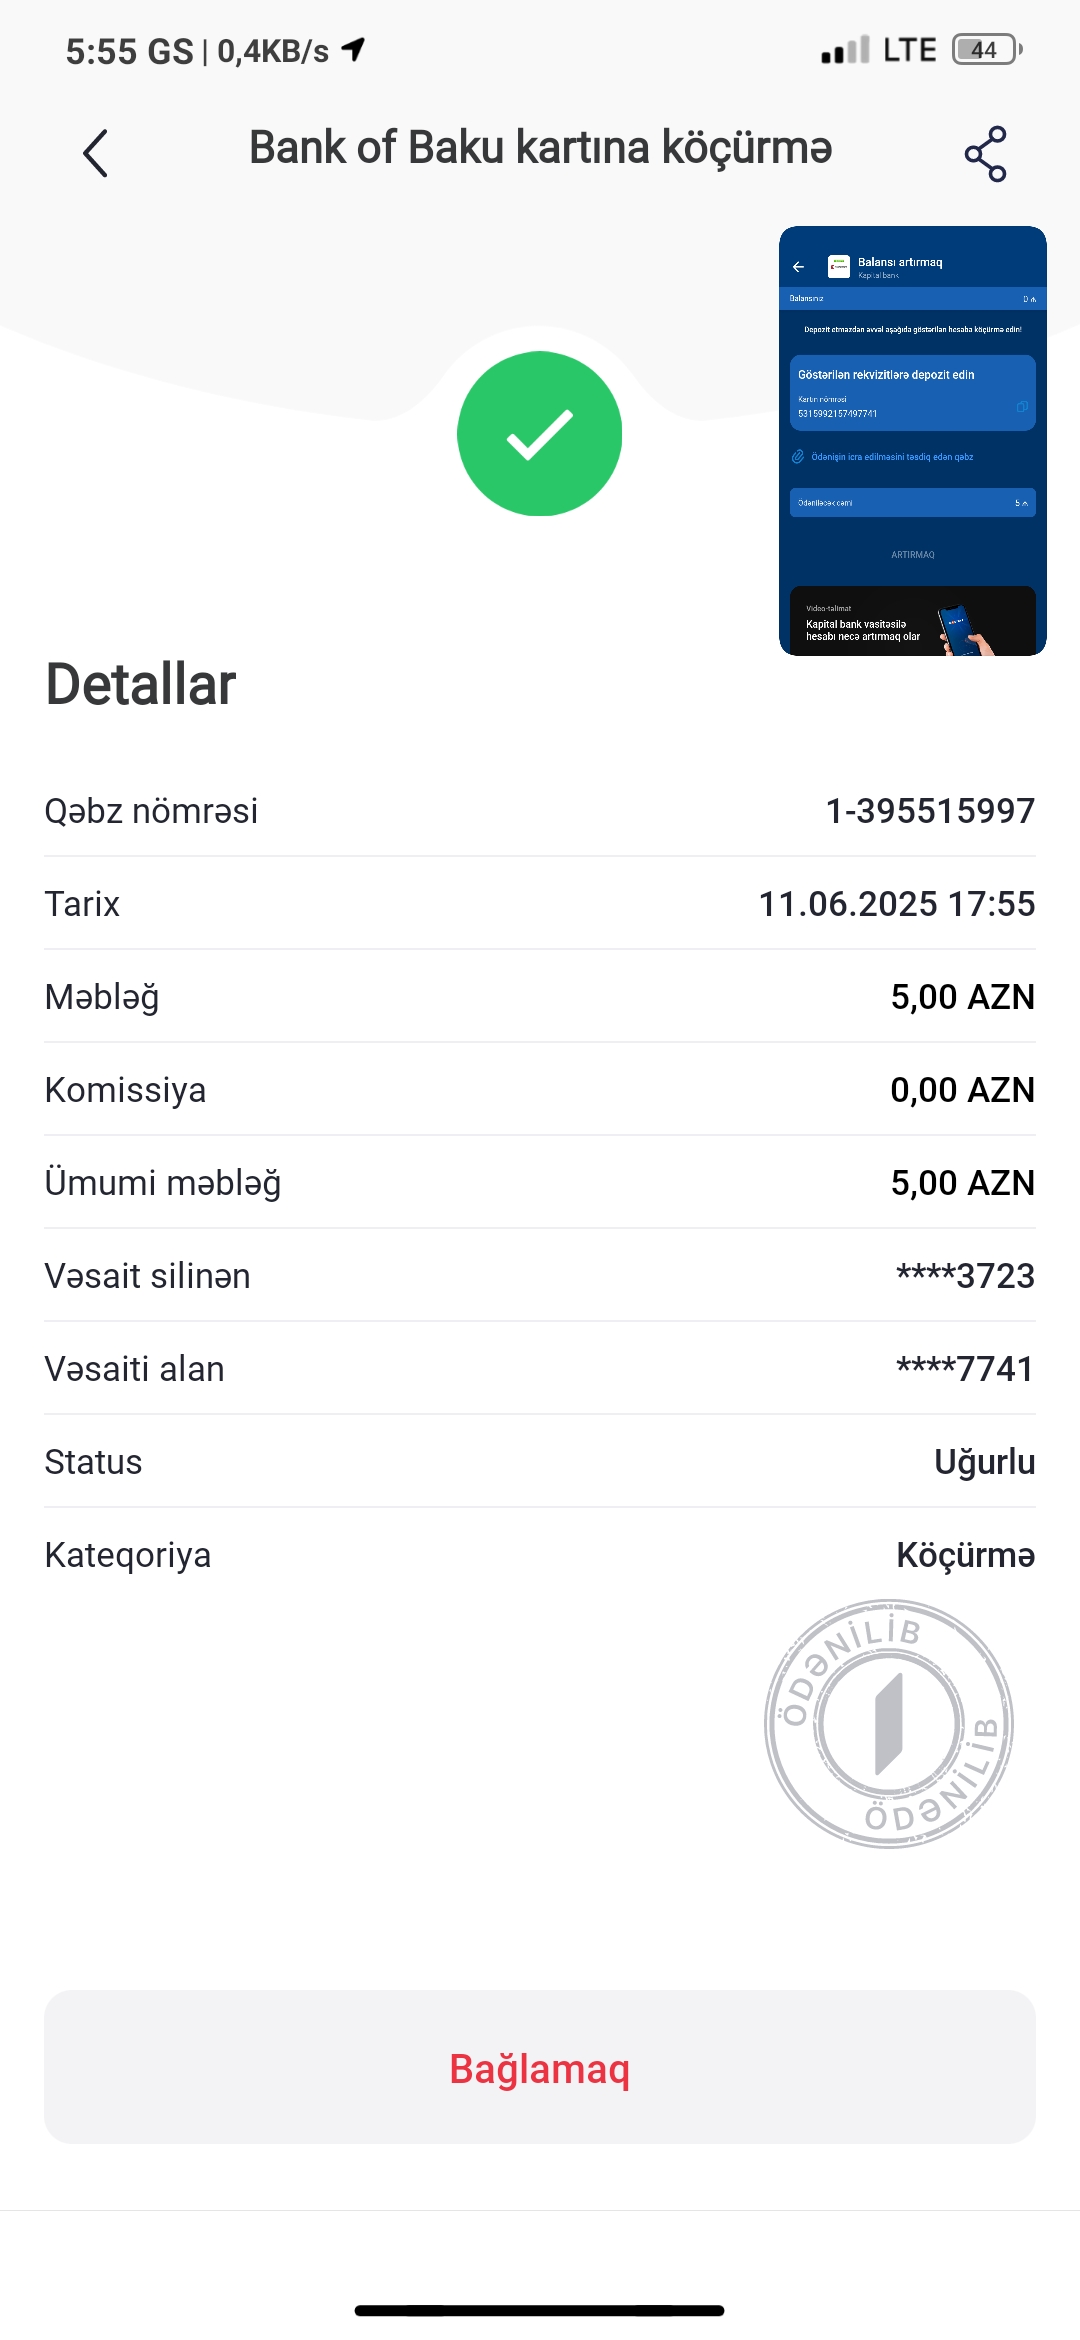 5:55 GS | 0,4KB/s
LTE 44
Bank of Baku kartına köçürmə
Balansı artırmaq
Kapital bank
Balansınız 0 ₼
Depozit etməzdən əvvəl aşağıda göstərilən hesaba köçürmə edin!
Göstərilən rekvizitlərə depozit edin
Kartın nömrəsi
5315992157497741
Ödənişin icra edilməsini təsdiq edən qəbz
Ödəniləcək cəmi 5 ₼
ARTIRMAQ
Video-təlimat
Kapital bank vasitəsilə
hesabı necə artırmaq olar
Detallar
Qəbz nömrəsi 1-395515997
Tarix 11.06.2025 17:55
Məbləğ 5,00 AZN
Komissiya 0,00 AZN
Ümumi məbləğ 5,00 AZN
Vəsait silinən ****3723
Vəsaiti alan ****7741
Status Uğurlu
Kateqoriya Köçürmə
ÖDƏNİLİB
ÖDƏNİLİB
Bağlamaq